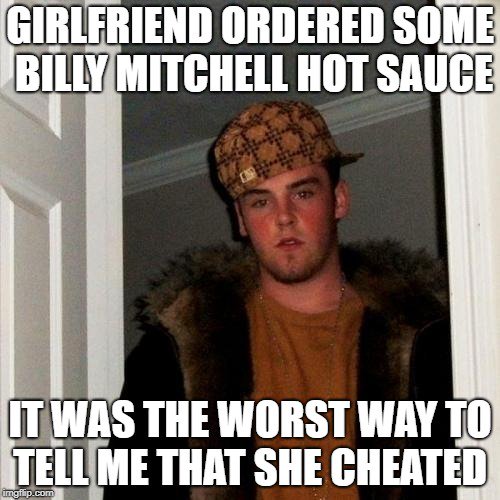 GIRLFRIEND ORDERED SOME
BILLY MITCHELL HOT SAUCE
IT WAS THE WORST WAY TO
TELL ME THAT SHE CHEATED
imgflip.com